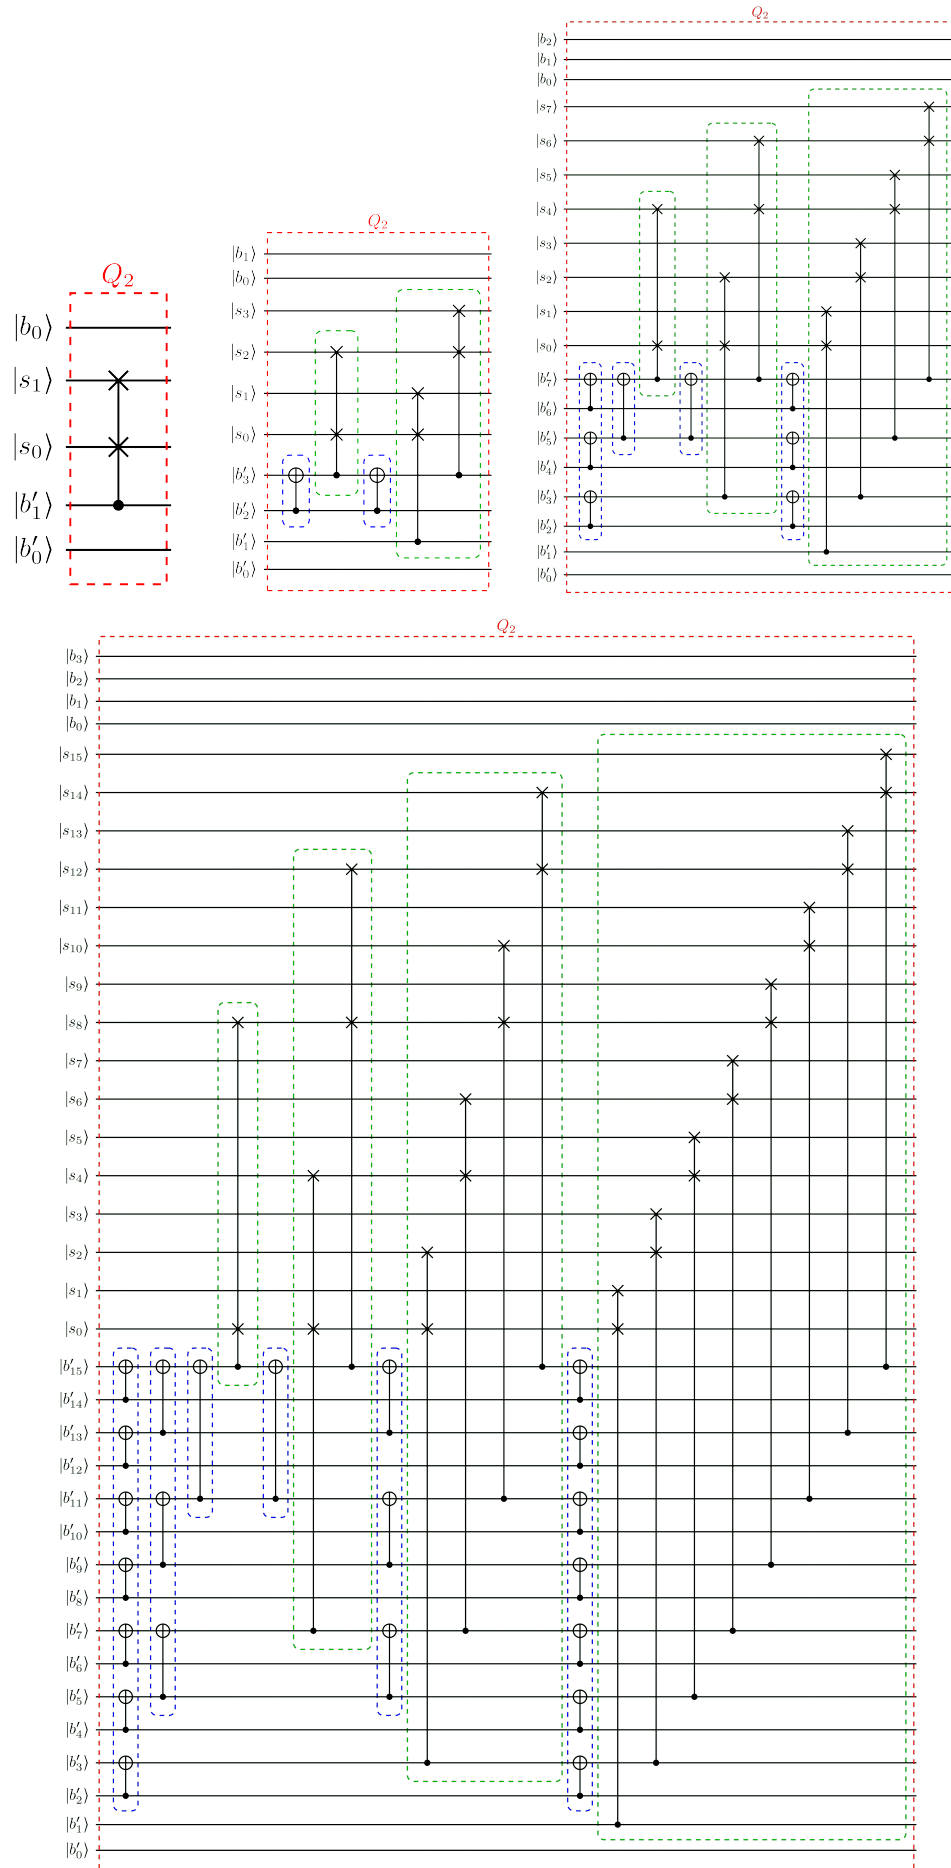 Q₂
|b₀⟩
|s₁⟩
|s₀⟩
|b′₁⟩
|b′₀⟩
Q₂
|b₁⟩
|b₀⟩
|s₃⟩
|s₂⟩
|s₁⟩
|s₀⟩
|b′₃⟩
|b′₂⟩
|b′₁⟩
|b′₀⟩
Q₂
|b₂⟩
|b₁⟩
|b₀⟩
|s₇⟩
|s₆⟩
|s₅⟩
|s₄⟩
|s₃⟩
|s₂⟩
|s₁⟩
|s₀⟩
|b′₇⟩
|b′₆⟩
|b′₅⟩
|b′₄⟩
|b′₃⟩
|b′₂⟩
|b′₁⟩
|b′₀⟩
Q₂
|b₃⟩
|b₂⟩
|b₁⟩
|b₀⟩
|s₁₅⟩
|s₁₄⟩
|s₁₃⟩
|s₁₂⟩
|s₁₁⟩
|s₁₀⟩
|s₉⟩
|s₈⟩
|s₇⟩
|s₆⟩
|s₅⟩
|s₄⟩
|s₃⟩
|s₂⟩
|s₁⟩
|s₀⟩
|b′₁₅⟩
|b′₁₄⟩
|b′₁₃⟩
|b′₁₂⟩
|b′₁₁⟩
|b′₁₀⟩
|b′₉⟩
|b′₈⟩
|b′₇⟩
|b′₆⟩
|b′₅⟩
|b′₄⟩
|b′₃⟩
|b′₂⟩
|b′₁⟩
|b′₀⟩